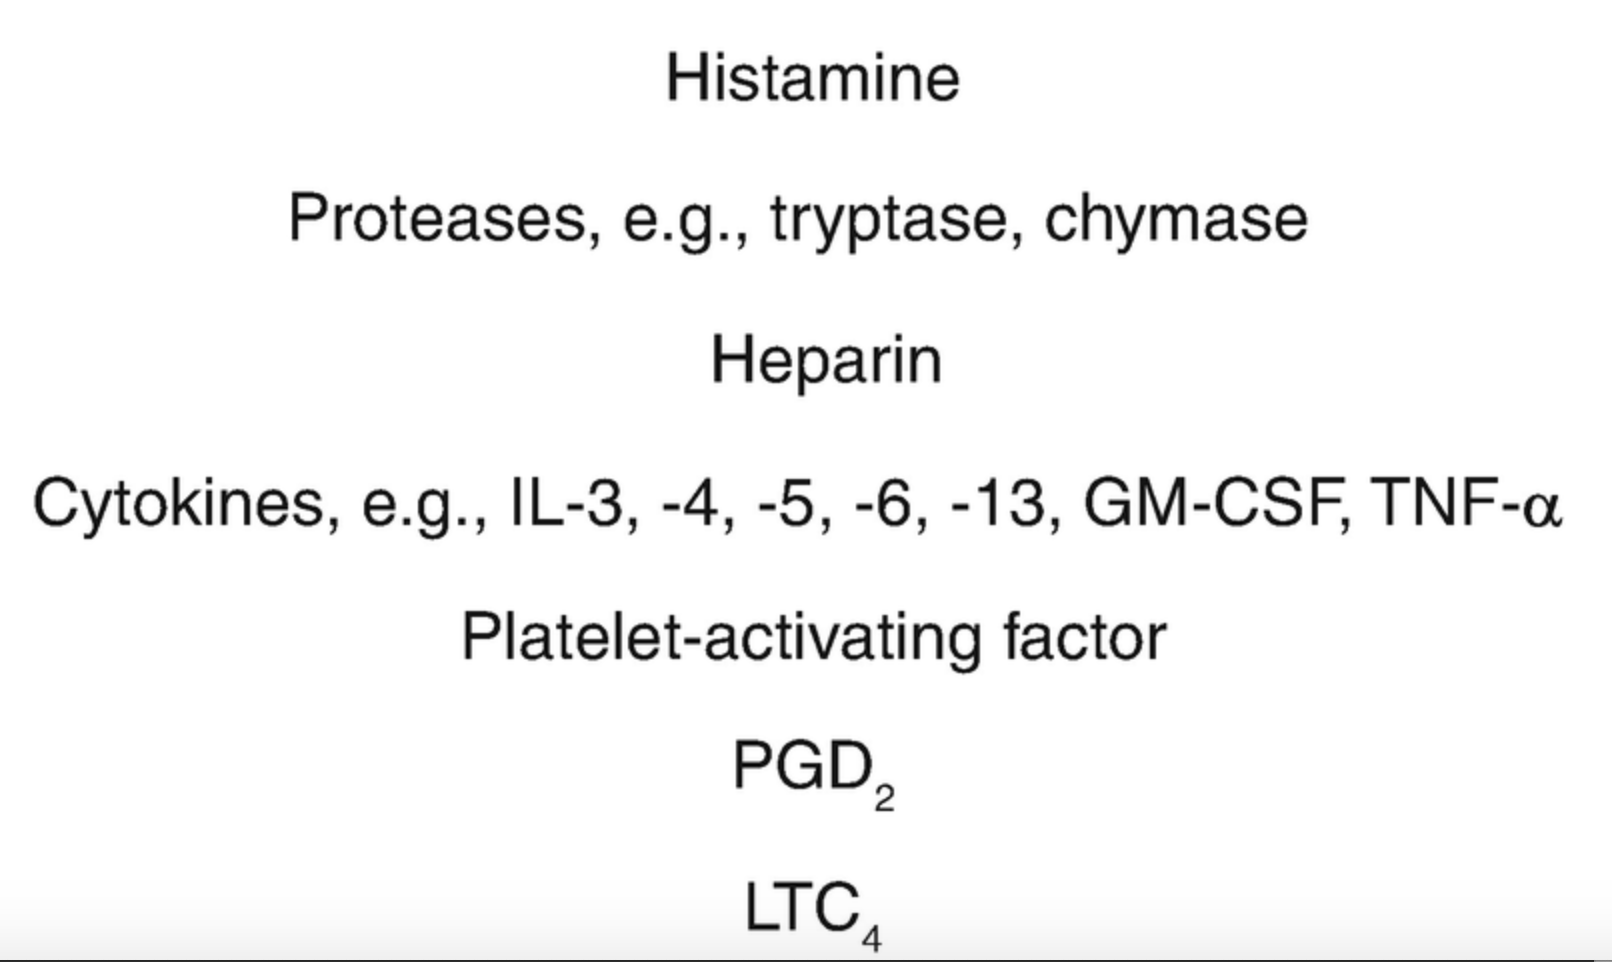 Histamine
Proteases, e.g., tryptase, chymase
Heparin
Cytokines, e.g., IL-3, -4, -5, -6, -13, GM-CSF, TNF-α
Platelet-activating factor
PGD₂
LTC₄